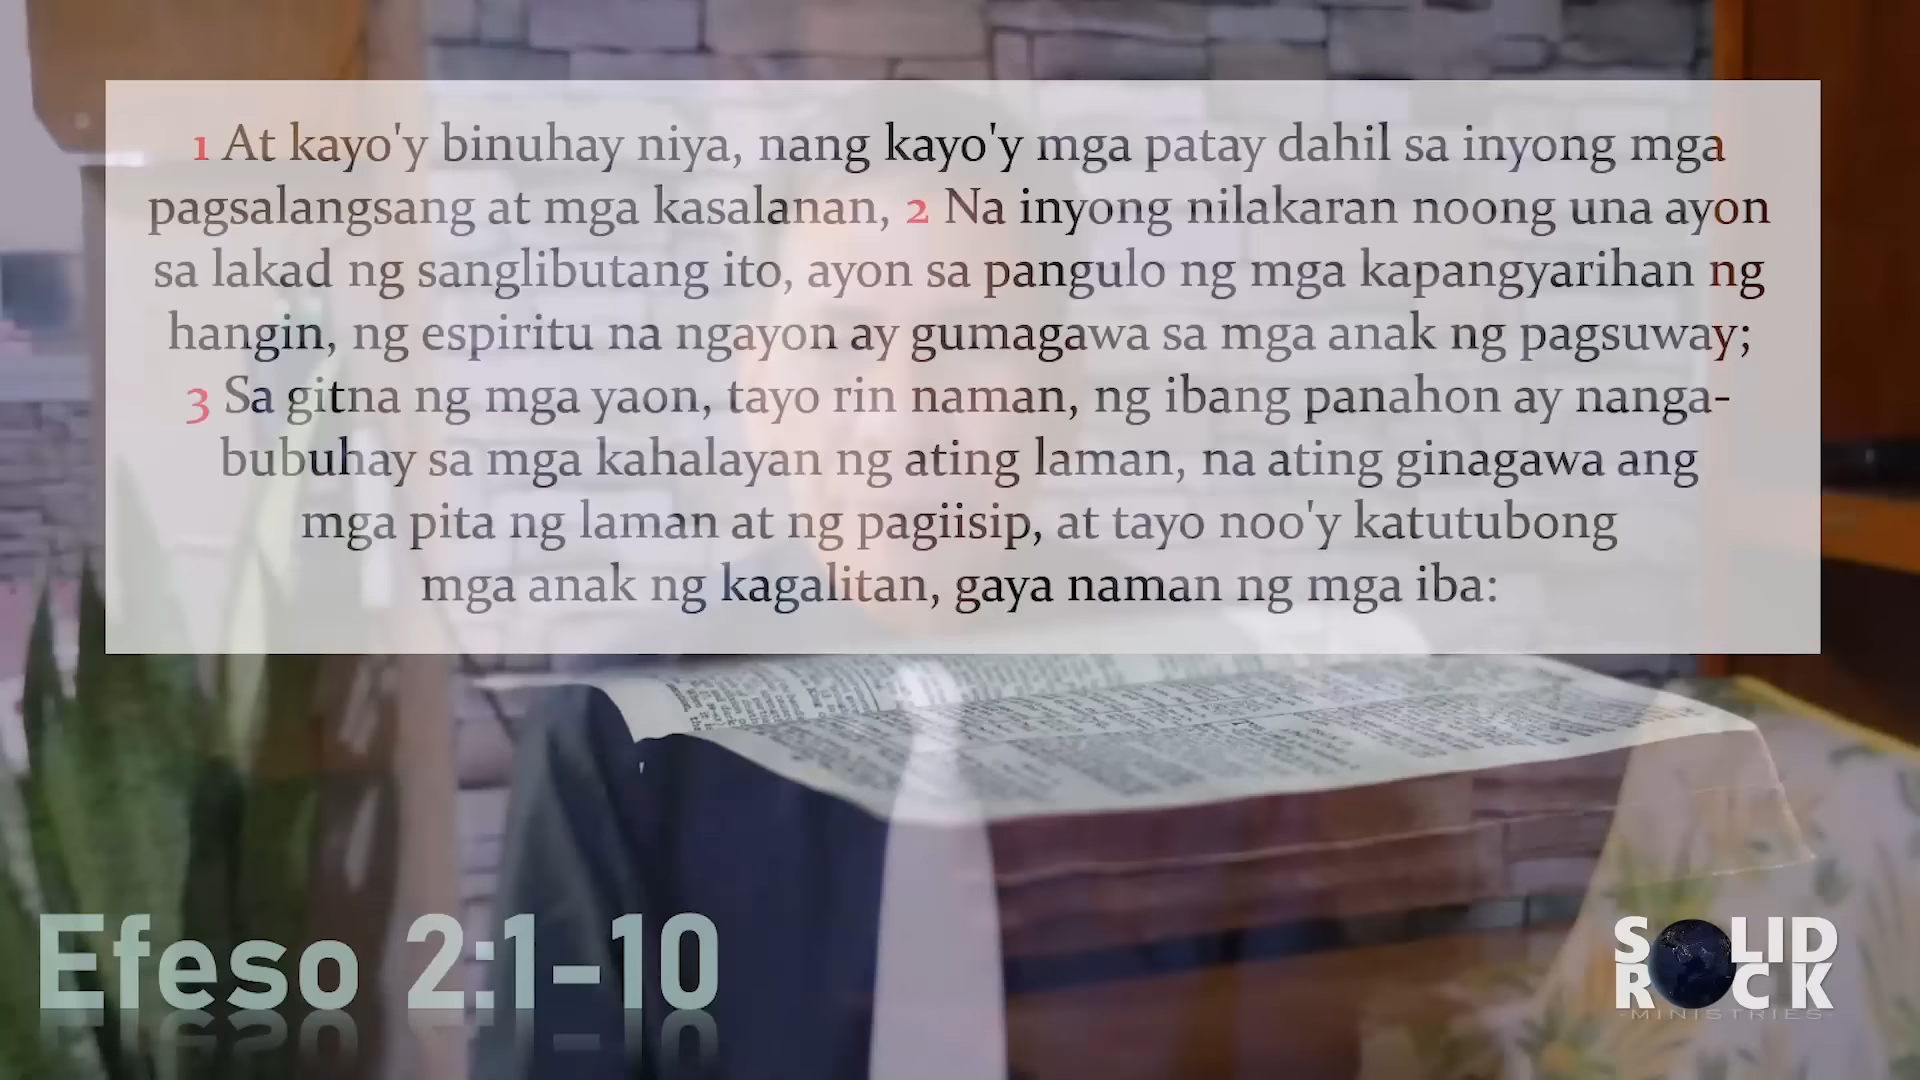 1 At kayo'y binuhay niya, nang kayo'y mga patay dahil sa inyong mga
pagsalangsang at mga kasalanan, 2 Na inyong nilakaran noong una ayon
sa lakad ng sanglibutang ito, ayon sa pangulo ng mga kapangyarihan ng
hangin, ng espiritu na ngayon ay gumagawa sa mga anak ng pagsuway;
3 Sa gitna ng mga yaon, tayo rin naman, ng ibang panahon ay nanga-
bubuhay sa mga kahalayan ng ating laman, na ating ginagawa ang
mga pita ng laman at ng pagiisip, at tayo noo'y katutubong
mga anak ng kagalitan, gaya naman ng mga iba:
Efeso 2:1-10
SOLID
ROCK
-MINISTRIES-